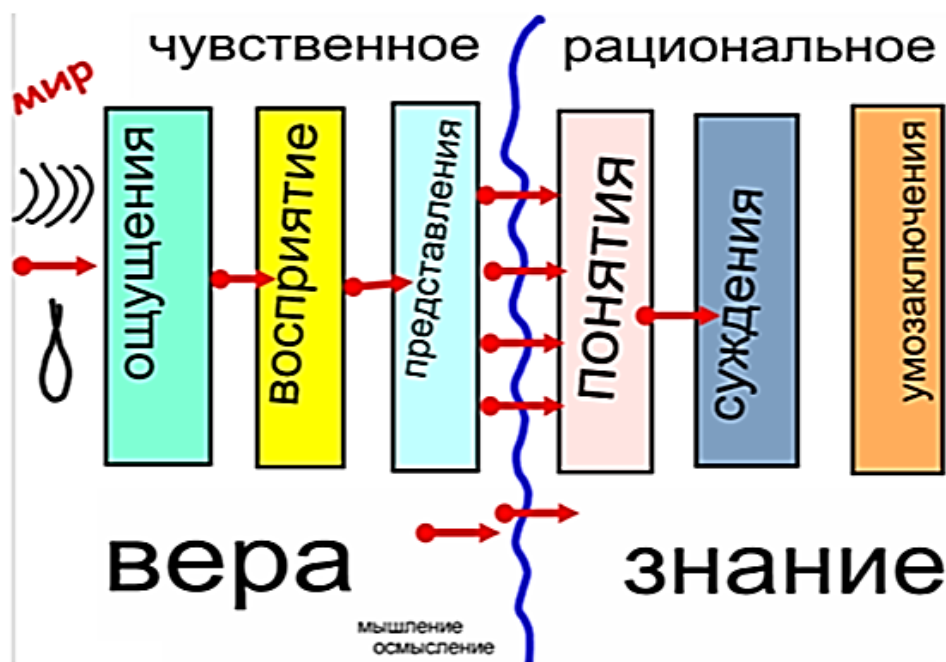 чувственное
рациональное
мир
ощущения
восприятие
представления
понятия
суждения
умозаключения
вера
знание
мышление
осмысление